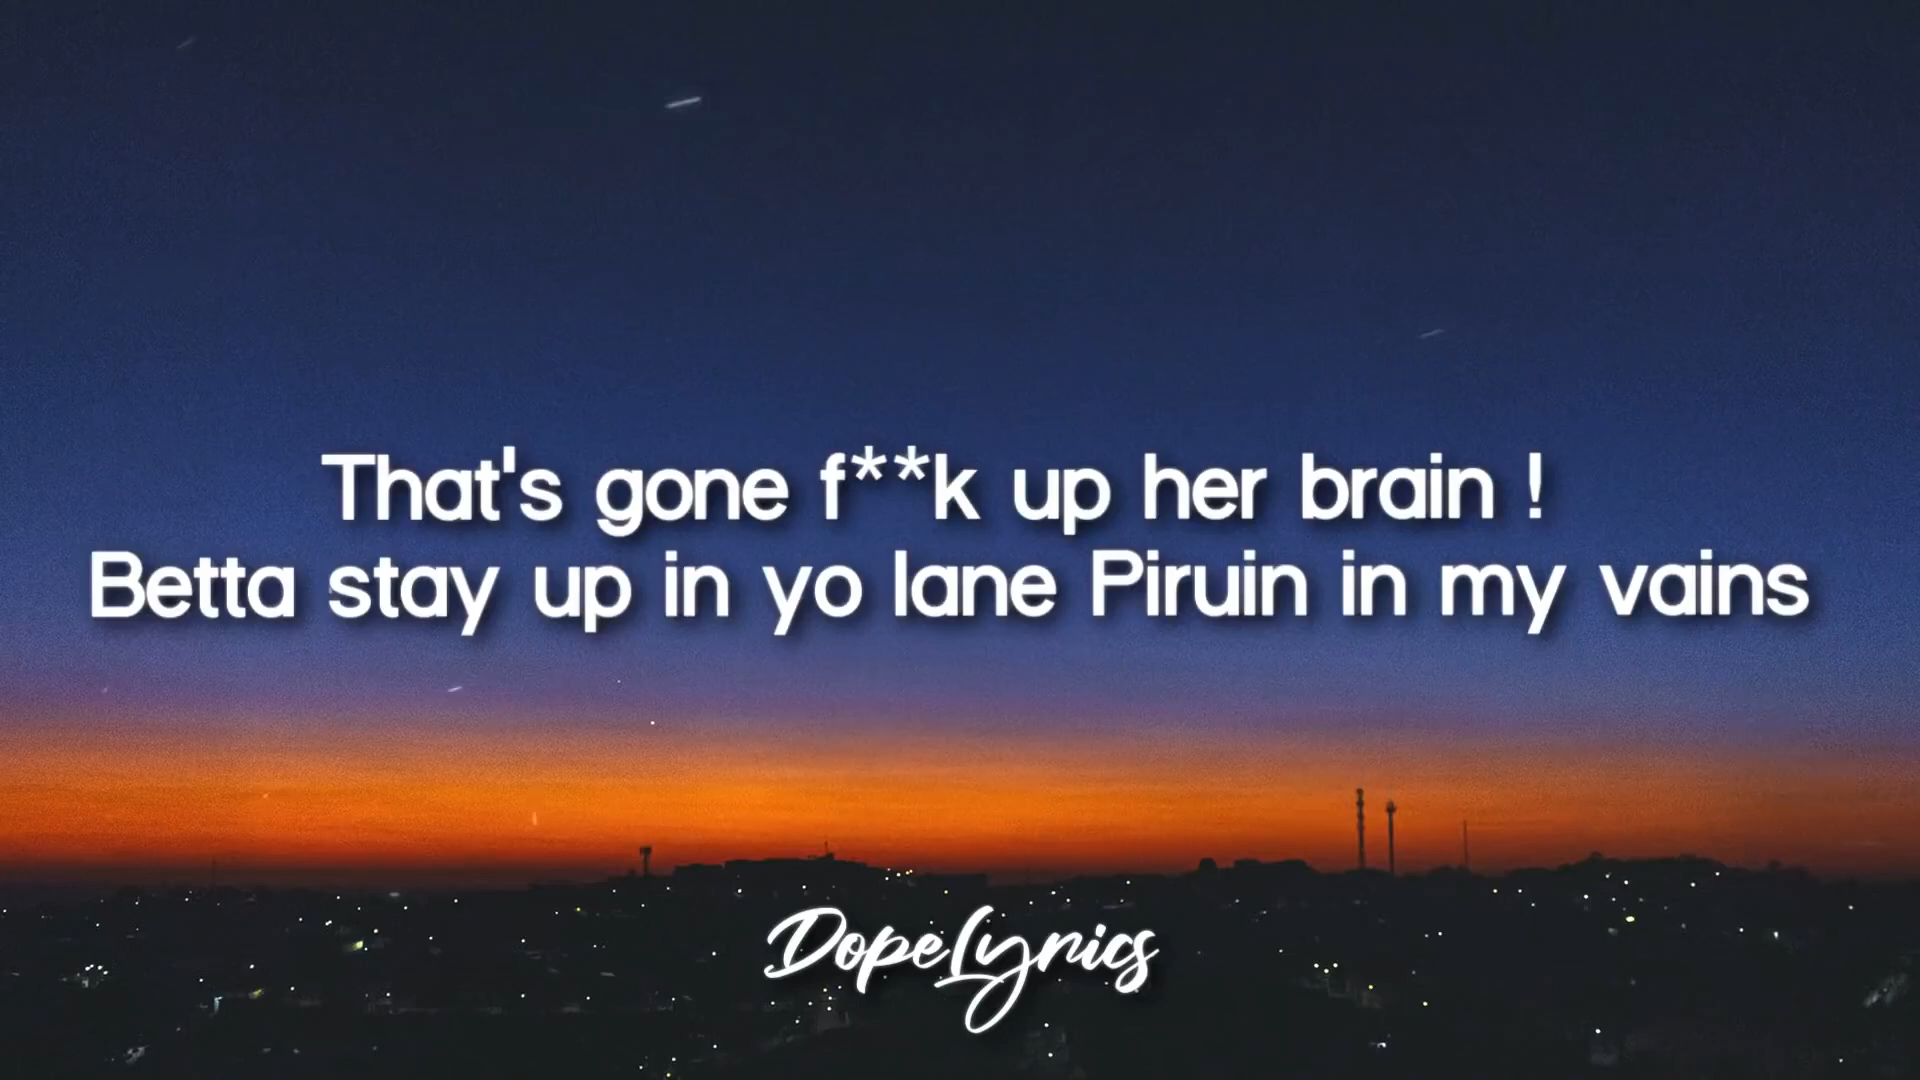 That's gone f**k up her brain !
Betta stay up in yo lane Piruin in my vains
DopeLyrics